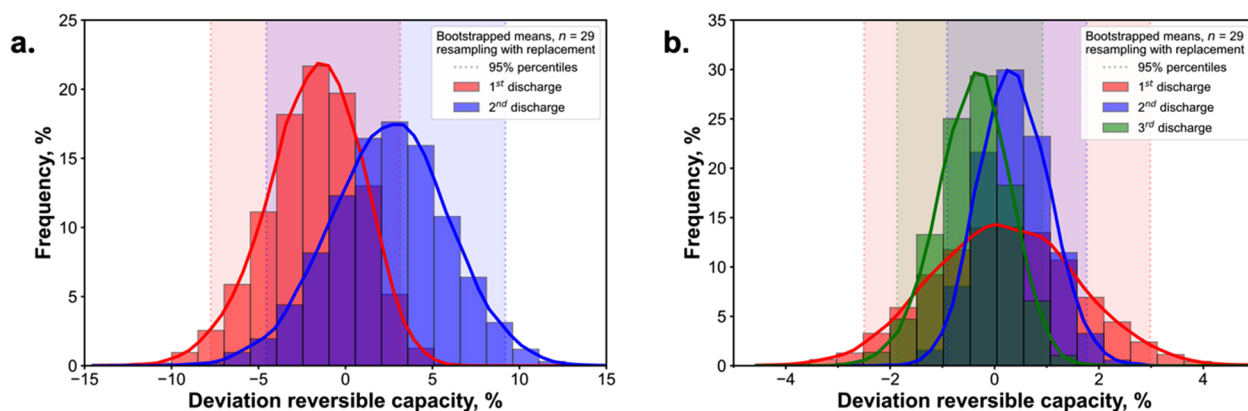 a.
25
20
15
10
5
0
Frequency, %
−15
−10
−5
0
5
10
15
Deviation reversible capacity, %
Bootstrapped means, n = 29
resampling with replacement
95% percentiles
1st discharge
2nd discharge
b.
35
30
25
20
15
10
5
0
Frequency, %
−4
−2
0
2
4
Deviation reversible capacity, %
Bootstrapped means, n = 29
resampling with replacement
95% percentiles
1st discharge
2nd discharge
3rd discharge